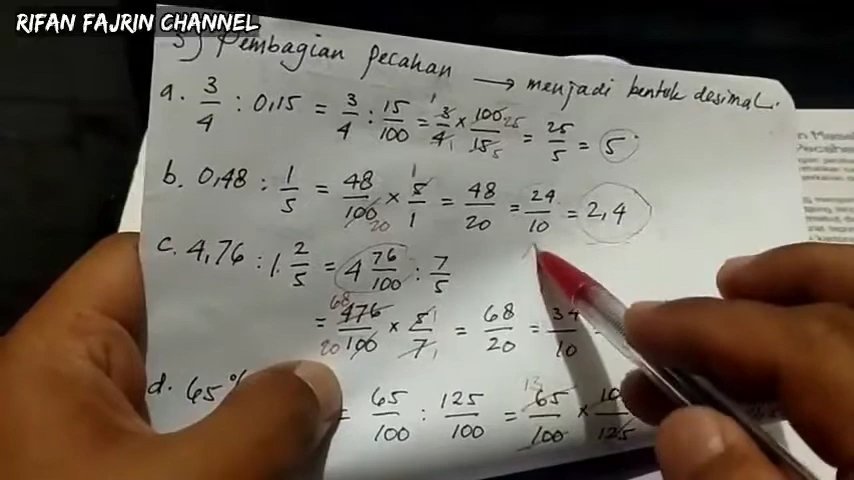 RIFAN FAJRIN CHANNEL
3) Pembagian pecahan → menjadi bentuk desimal.
a. 3/4 : 0,15 = 3/4 : 15/100 = 3/4 × 100/15 = 25/5 = 5
b. 0,48 : 1/5 = 48/100 × 5/1 = 48/20 = 24/10 = 2,4
c. 4,76 : 1 2/5 = 4 76/100 : 7/5
= 476/100 × 5/7 = 68/20 = 34/10 =
d. 65%
= 65/100 : 125/100 = 65/100 ×